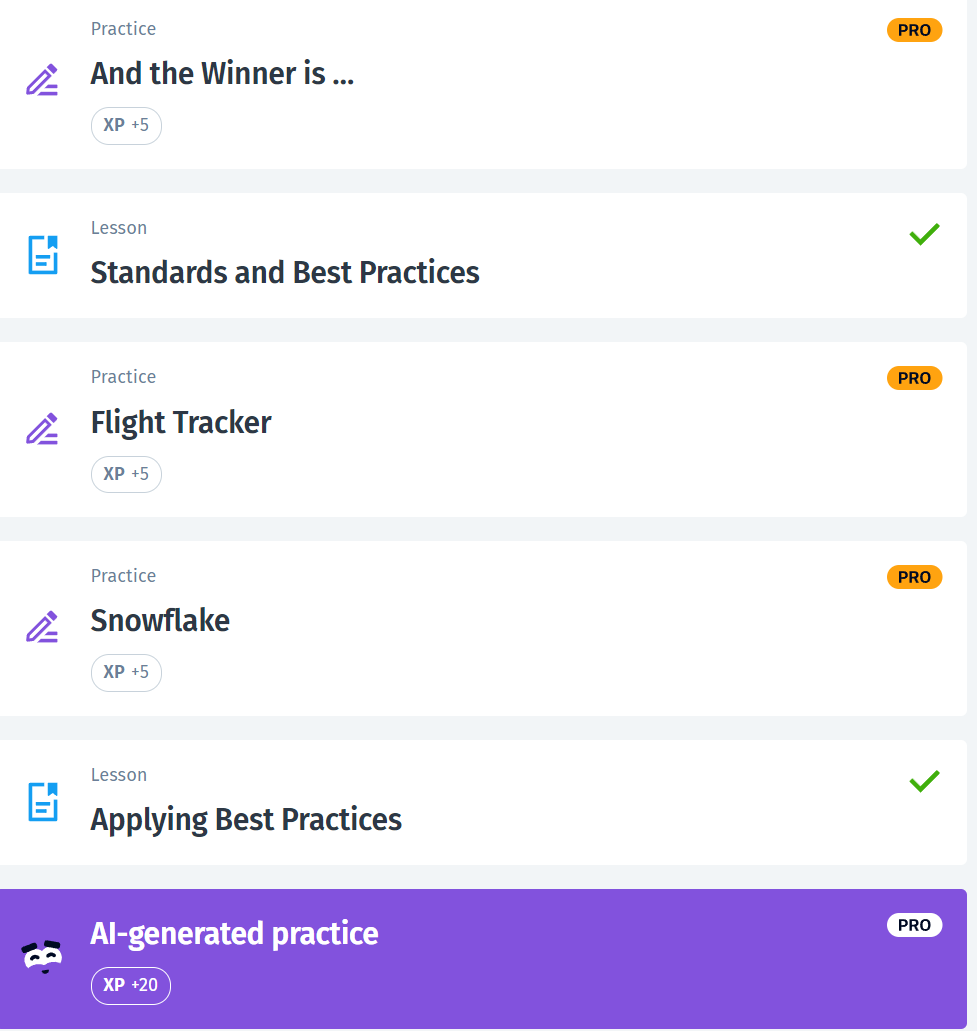 Practice
PRO
And the Winner is ...
XP +5
Lesson
Standards and Best Practices
Practice
PRO
Flight Tracker
XP +5
Practice
PRO
Snowflake
XP +5
Lesson
Applying Best Practices
AI-generated practice
PRO
XP +20